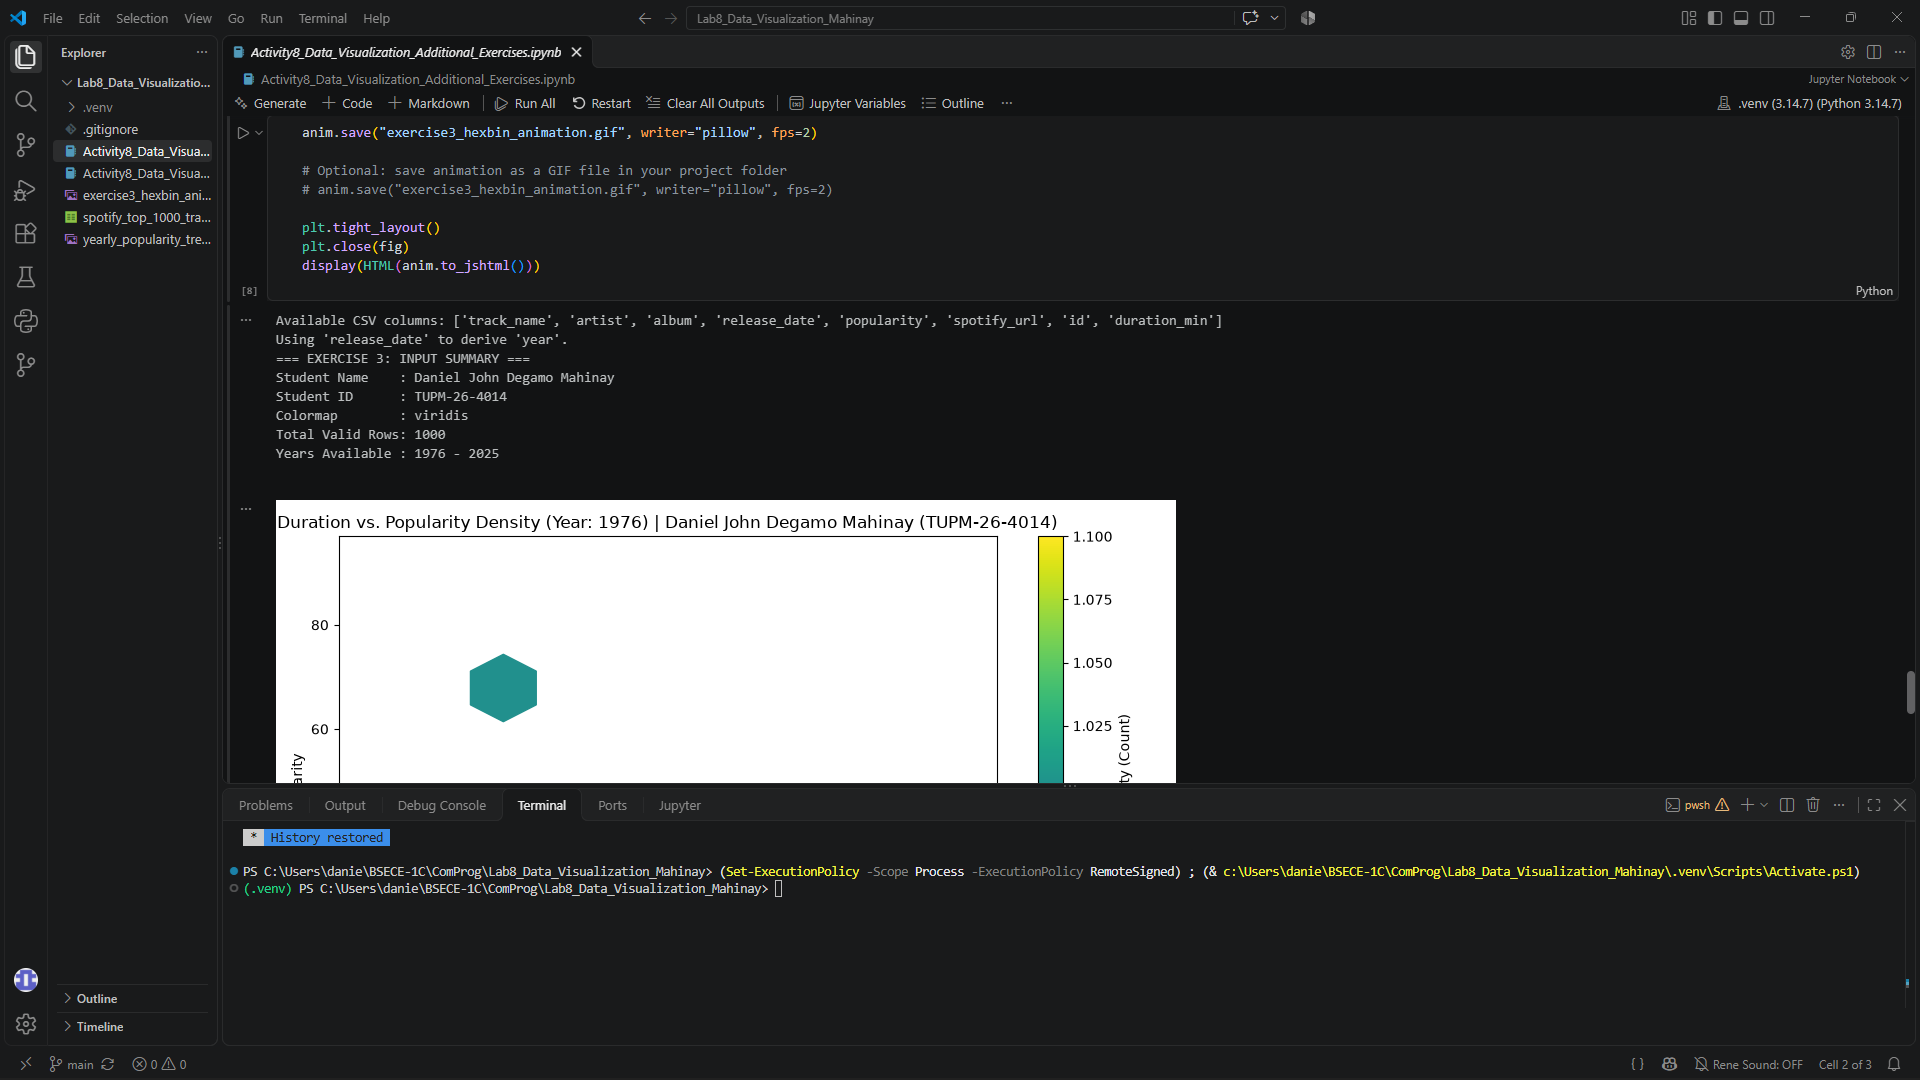 File Edit Selection View Go Run Terminal Help
Lab8_Data_Visualization_Mahinay
Explorer
Lab8_Data_Visualizatio...
.venv
.gitignore
Activity8_Data_Visua...
Activity8_Data_Visua...
exercise3_hexbin_ani...
spotify_top_1000_tra...
yearly_popularity_tre...
Outline
Timeline
Activity8_Data_Visualization_Additional_Exercises.ipynb
Activity8_Data_Visualization_Additional_Exercises.ipynb
Jupyter Notebook
Generate + Code + Markdown Run All Restart Clear All Outputs Jupyter Variables Outline ...
.venv (3.14.7) (Python 3.14.7)
anim.save("exercise3_hexbin_animation.gif", writer="pillow", fps=2)
# Optional: save animation as a GIF file in your project folder
# anim.save("exercise3_hexbin_animation.gif", writer="pillow", fps=2)
plt.tight_layout()
plt.close(fig)
display(HTML(anim.to_jshtml()))
[8]
Python
Available CSV columns: ['track_name', 'artist', 'album', 'release_date', 'popularity', 'spotify_url', 'id', 'duration_min']
Using 'release_date' to derive 'year'.
=== EXERCISE 3: INPUT SUMMARY ===
Student Name    : Daniel John Degamo Mahinay
Student ID      : TUPM-26-4014
Colormap        : viridis
Total Valid Rows: 1000
Years Available : 1976 - 2025
Duration vs. Popularity Density (Year: 1976) | Daniel John Degamo Mahinay (TUPM-26-4014)
80
60
arity
1.100
1.075
1.050
1.025
ty (Count)
Problems Output Debug Console Terminal Ports Jupyter
pwsh
* History restored
PS C:\Users\danie\BSECE-1C\ComProg\Lab8_Data_Visualization_Mahinay> (Set-ExecutionPolicy -Scope Process -ExecutionPolicy RemoteSigned) ; (& c:\Users\danie\BSECE-1C\ComProg\Lab8_Data_Visualization_Mahinay\.venv\Scripts\Activate.ps1)
(.venv) PS C:\Users\danie\BSECE-1C\ComProg\Lab8_Data_Visualization_Mahinay>
main 0 0
{ } Rene Sound: OFF Cell 2 of 3